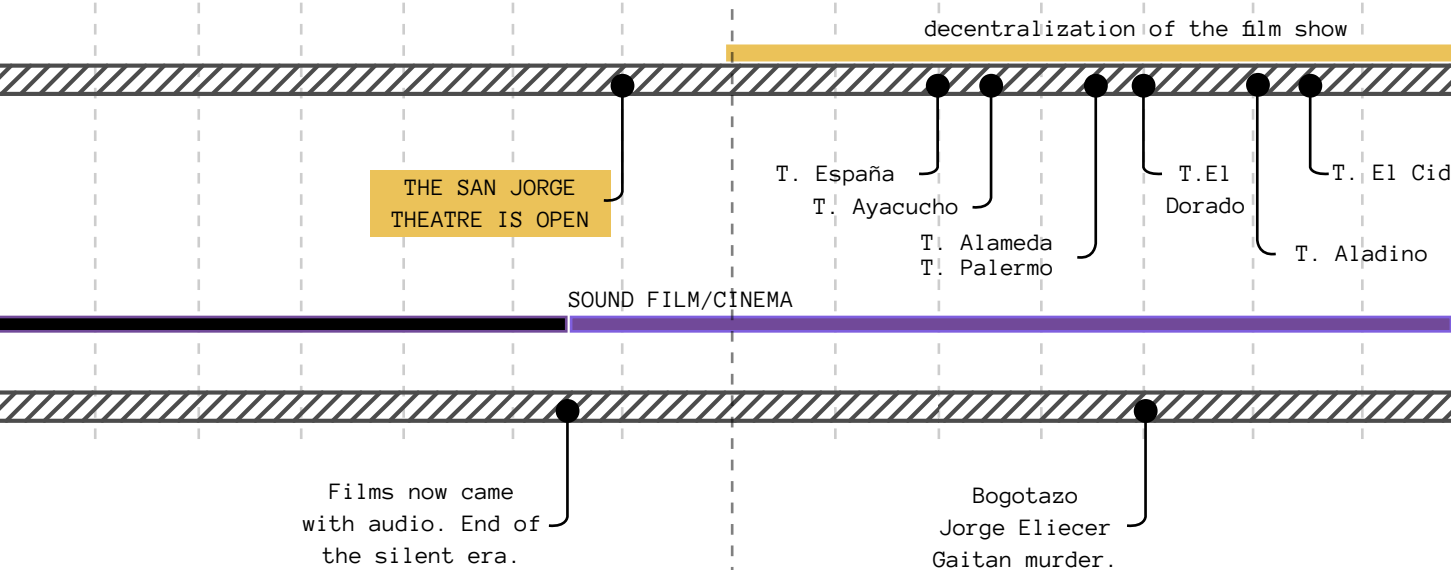 decentralization of the film show
THE SAN JORGE
THEATRE IS OPEN
T. España
T. Ayacucho
T. Alameda
T. Palermo
T.El
Dorado
T. Aladino
T. El Cid
SOUND FILM/CINEMA
Films now came
with audio. End of
the silent era.
Bogotazo
Jorge Eliecer
Gaitan murder.